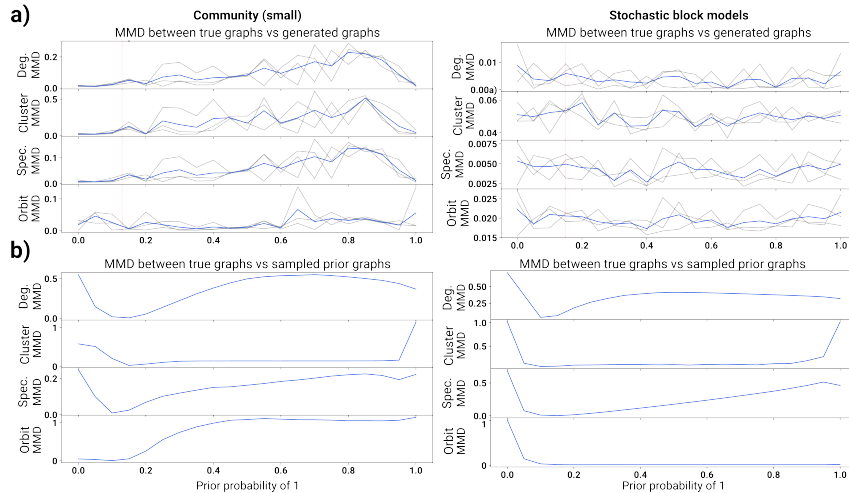 a)
Community (small)
Stochastic block models
MMD between true graphs vs generated graphs
MMD between true graphs vs generated graphs
Deg.
MMD
0.2
0.0
Cluster
MMD
0.5
0.0
Spec.
MMD
0.1
0.0
Orbit
MMD
0.1
0.0
0.0 0.2 0.4 0.6 0.8 1.0
Deg.
MMD
0.01
0.00a)
Cluster
MMD
0.06
0.04
Spec.
MMD
0.0075
0.0050
0.0025
Orbit
MMD
0.020
0.015
0.0 0.2 0.4 0.6 0.8 1.0
b)
MMD between true graphs vs sampled prior graphs
MMD between true graphs vs sampled prior graphs
Deg.
MMD
0.5
0.0
Cluster
MMD
1
0
Spec.
MMD
0.2
0.0
Orbit
MMD
1
0
0.0 0.2 0.4 0.6 0.8 1.0
Prior probability of 1
Deg.
MMD
0.50
0.25
Cluster
MMD
1.0
0.5
Spec.
MMD
0.5
0.0
Orbit
MMD
1
0
0.0 0.2 0.4 0.6 0.8 1.0
Prior probability of 1